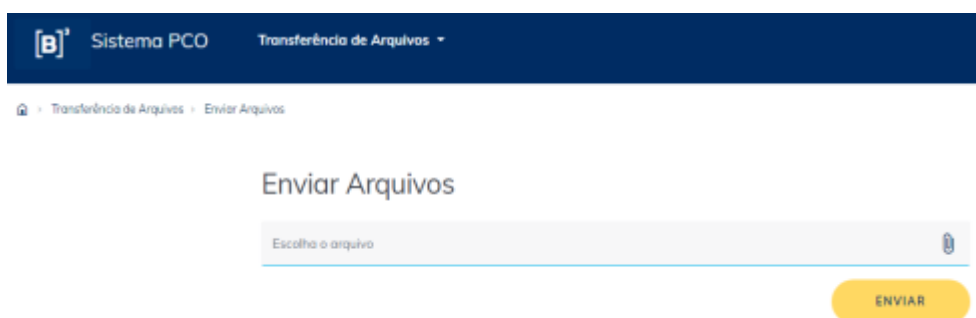 [B]³ Sistema PCO Transferência de Arquivos
Transferência de Arquivos › Enviar Arquivos
Enviar Arquivos
Escolha o arquivo
ENVIAR